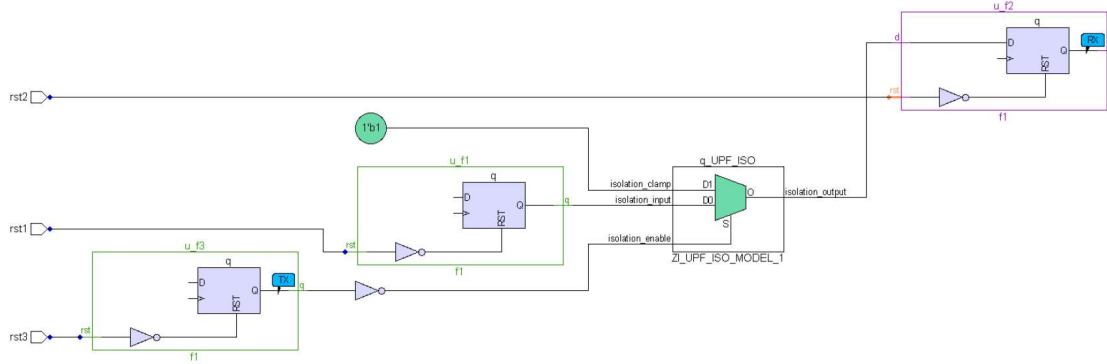 u_f2
q
d
D
Q
RX
RST
rst2
rst
f1
1'b1
u_f1
q
q_UPF_ISO
D
Q
q
RST
isolation_clamp
D1
O
isolation_output
isolation_input
D0
rst1
rst
isolation_enable
S
f1
ZI_UPF_ISO_MODEL_1
u_f3
q
D
Q
TX
q
RST
rst3
rst
f1